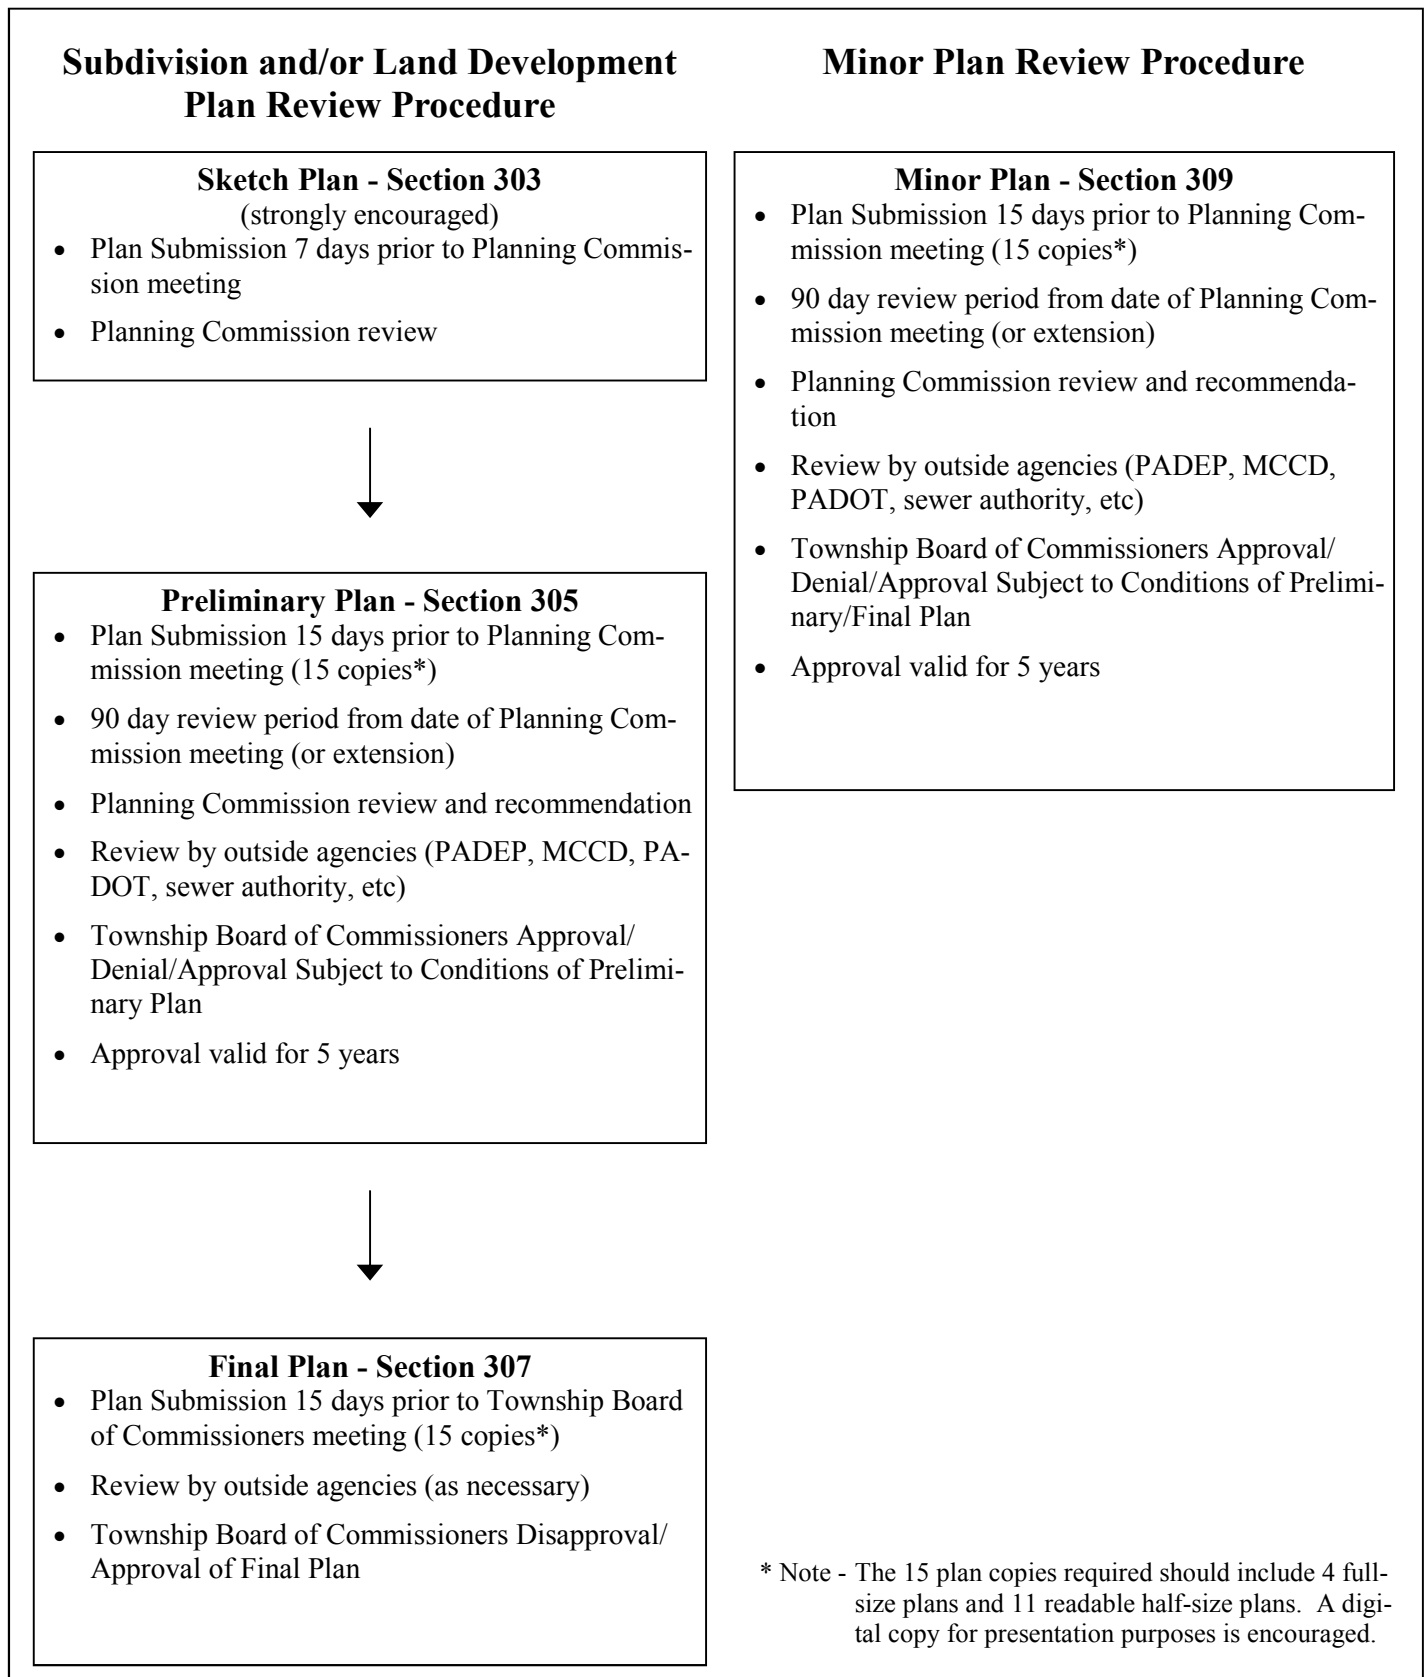 Subdivision and/or Land Development
Plan Review Procedure
Sketch Plan - Section 303
(strongly encouraged)
• Plan Submission 7 days prior to Planning Commis-
sion meeting
• Planning Commission review
Preliminary Plan - Section 305
• Plan Submission 15 days prior to Planning Com-
mission meeting (15 copies*)
• 90 day review period from date of Planning Com-
mission meeting (or extension)
• Planning Commission review and recommendation
• Review by outside agencies (PADEP, MCCD, PA-
DOT, sewer authority, etc)
• Township Board of Commissioners Approval/
Denial/Approval Subject to Conditions of Prelimi-
nary Plan
• Approval valid for 5 years
Final Plan - Section 307
• Plan Submission 15 days prior to Township Board
of Commissioners meeting (15 copies*)
• Review by outside agencies (as necessary)
• Township Board of Commissioners Disapproval/
Approval of Final Plan
Minor Plan Review Procedure
Minor Plan - Section 309
• Plan Submission 15 days prior to Planning Com-
mission meeting (15 copies*)
• 90 day review period from date of Planning Com-
mission meeting (or extension)
• Planning Commission review and recommenda-
tion
• Review by outside agencies (PADEP, MCCD,
PADOT, sewer authority, etc)
• Township Board of Commissioners Approval/
Denial/Approval Subject to Conditions of Prelimi-
nary/Final Plan
• Approval valid for 5 years
* Note - The 15 plan copies required should include 4 full-
size plans and 11 readable half-size plans. A digi-
tal copy for presentation purposes is encouraged.